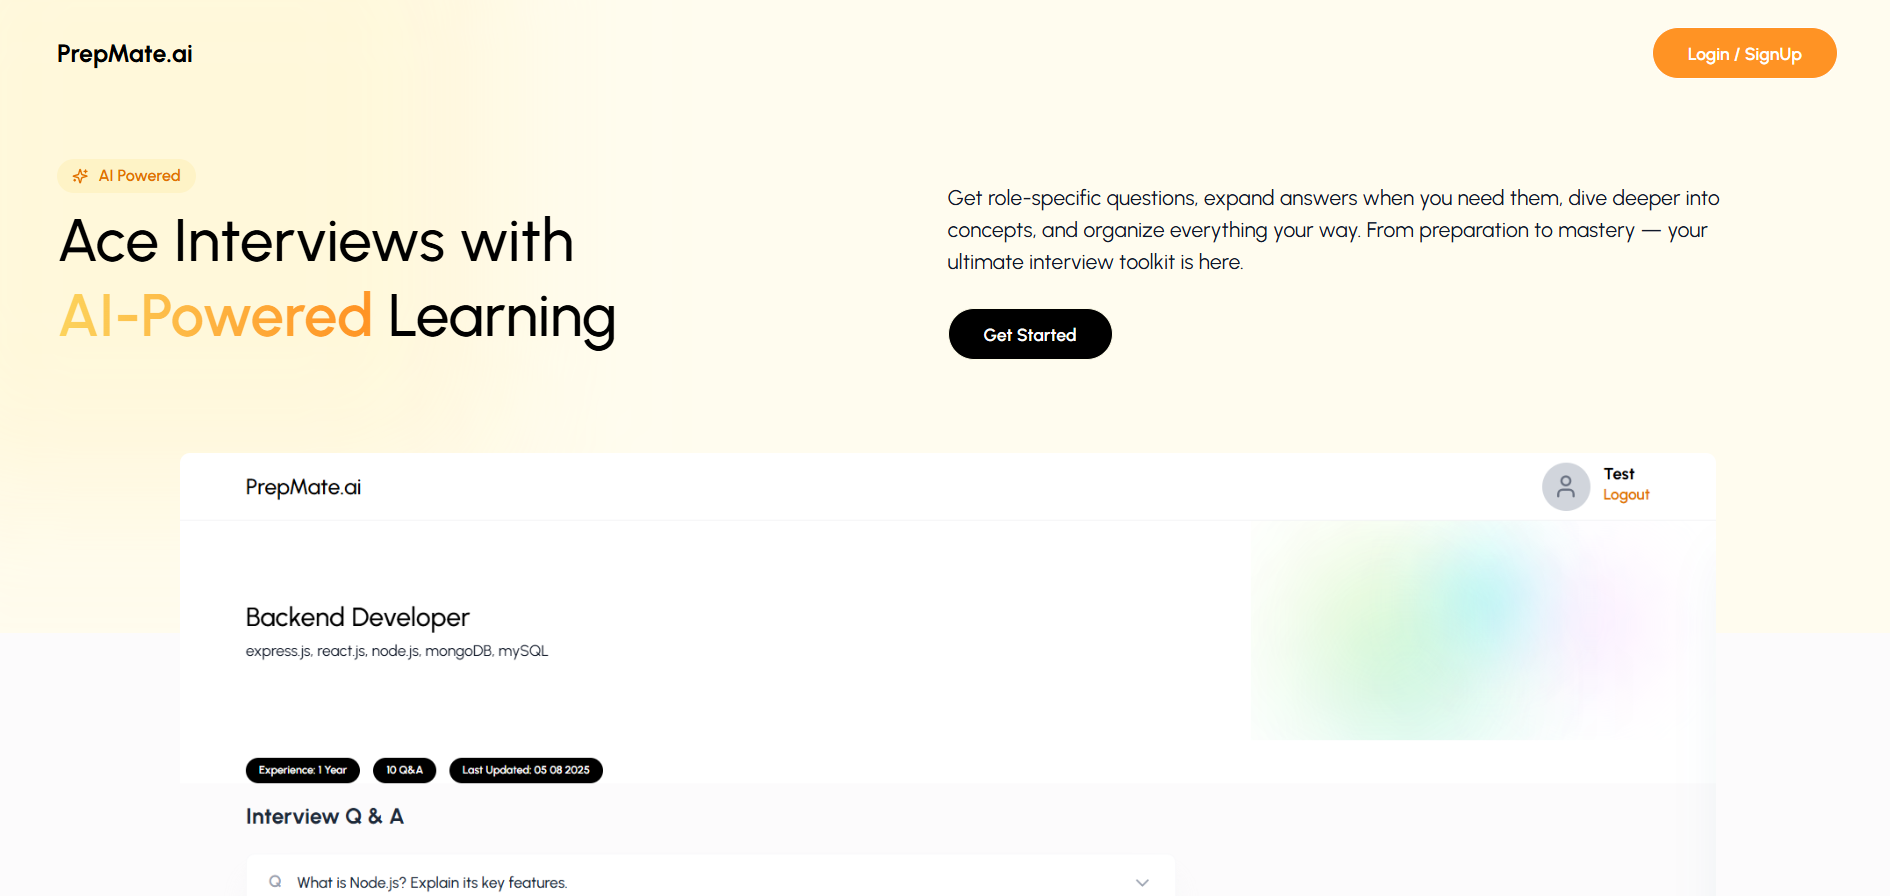 PrepMate.ai
Login / SignUp
AI Powered
Ace Interviews with
AI-Powered Learning
Get role-specific questions, expand answers when you need them, dive deeper into
concepts, and organize everything your way. From preparation to mastery — your
ultimate interview toolkit is here.
Get Started
PrepMate.ai
Test
Logout
Backend Developer
express.js, react.js, node.js, mongoDB, mySQL
Experience: 1 Year
10 Q&A
Last Updated: 05 08 2025
Interview Q & A
Q What is Node.js? Explain its key features.